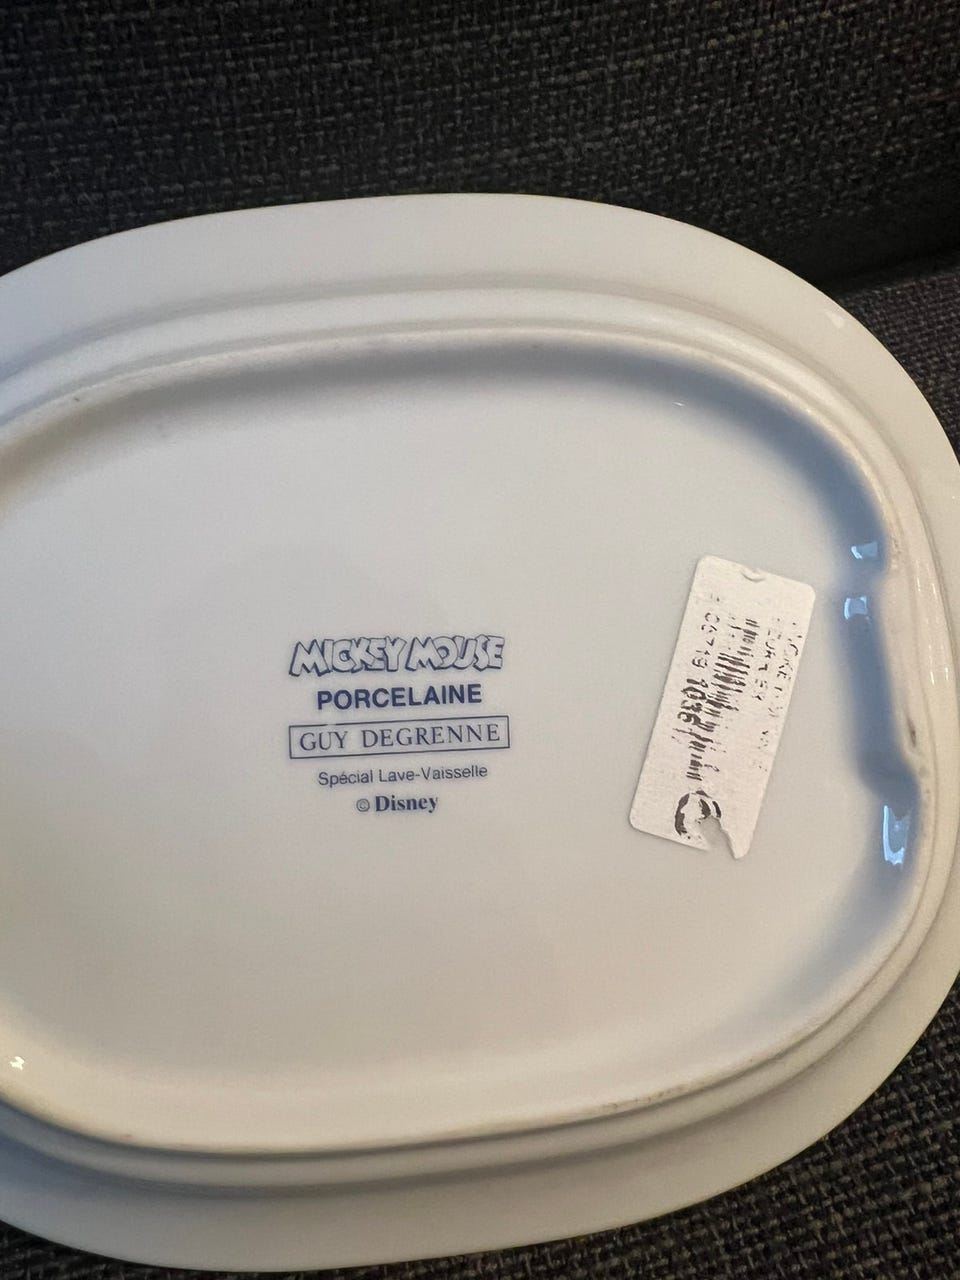 MICKEY MOUSE
PORCELAINE
GUY DEGRENNE
Spécial Lave-Vaisselle
© Disney